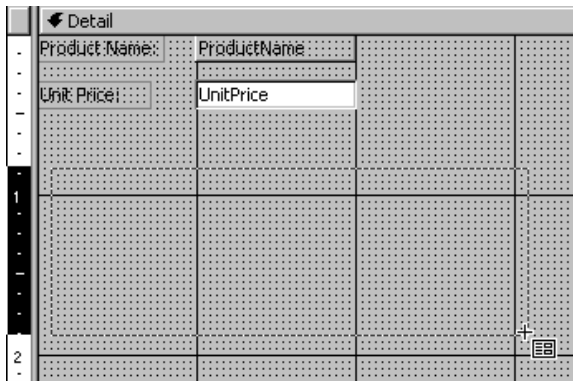 Detail
Product Name: ProductName
Unit Price: UnitPrice
1
2